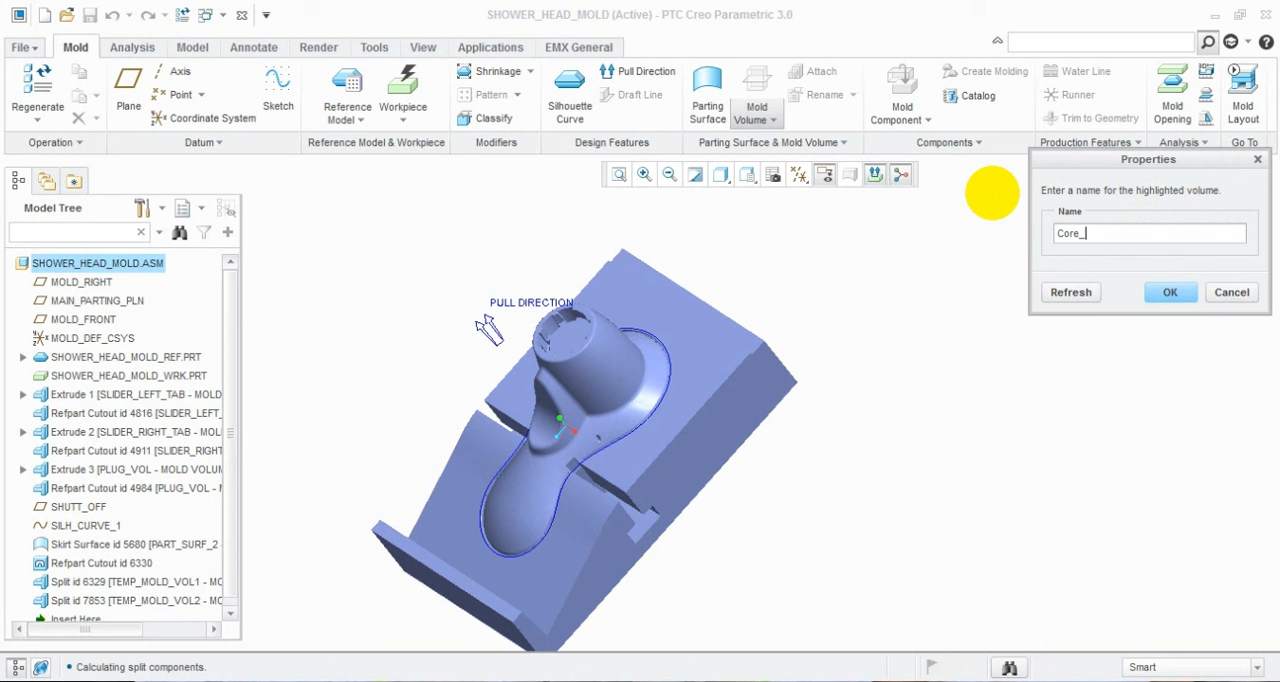 SHOWER_HEAD_MOLD (Active) - PTC Creo Parametric 3.0
File Mold Analysis Model Annotate Render Tools View Applications EMX General
Regenerate
Operation
Plane
Axis
Point
Coordinate System
Sketch
Datum
Reference Model
Workpiece
Reference Model & Workpiece
Shrinkage
Pattern
Classify
Modifiers
Silhouette Curve
Pull Direction
Draft Line
Design Features
Parting Surface
Mold Volume
Attach
Rename
Parting Surface & Mold Volume
Mold Component
Create Molding
Catalog
Components
Water Line
Runner
Trim to Geometry
Production Features
Mold Opening
Analysis
Mold Layout
Go To
Model Tree
SHOWER_HEAD_MOLD.ASM
MOLD_RIGHT
MAIN_PARTING_PLN
MOLD_FRONT
MOLD_DEF_CSYS
SHOWER_HEAD_MOLD_REF.PRT
SHOWER_HEAD_MOLD_WRK.PRT
Extrude 1 [SLIDER_LEFT_TAB - MOLD
Refpart Cutout id 4816 [SLIDER_LEFT_
Extrude 2 [SLIDER_RIGHT_TAB - MOL
Refpart Cutout id 4911 [SLIDER_RIGHT
Extrude 3 [PLUG_VOL - MOLD VOLUM
Refpart Cutout id 4984 [PLUG_VOL - M
SHUTT_OFF
SILH_CURVE_1
Skirt Surface id 5680 [PART_SURF_2 -
Refpart Cutout id 6330
Split id 6329 [TEMP_MOLD_VOL1 - MO
Split id 7853 [TEMP_MOLD_VOL2 - MO
Insert Here
PULL DIRECTION
Properties
Enter a name for the highlighted volume.
Name
Core_
Refresh OK Cancel
Calculating split components.
Smart